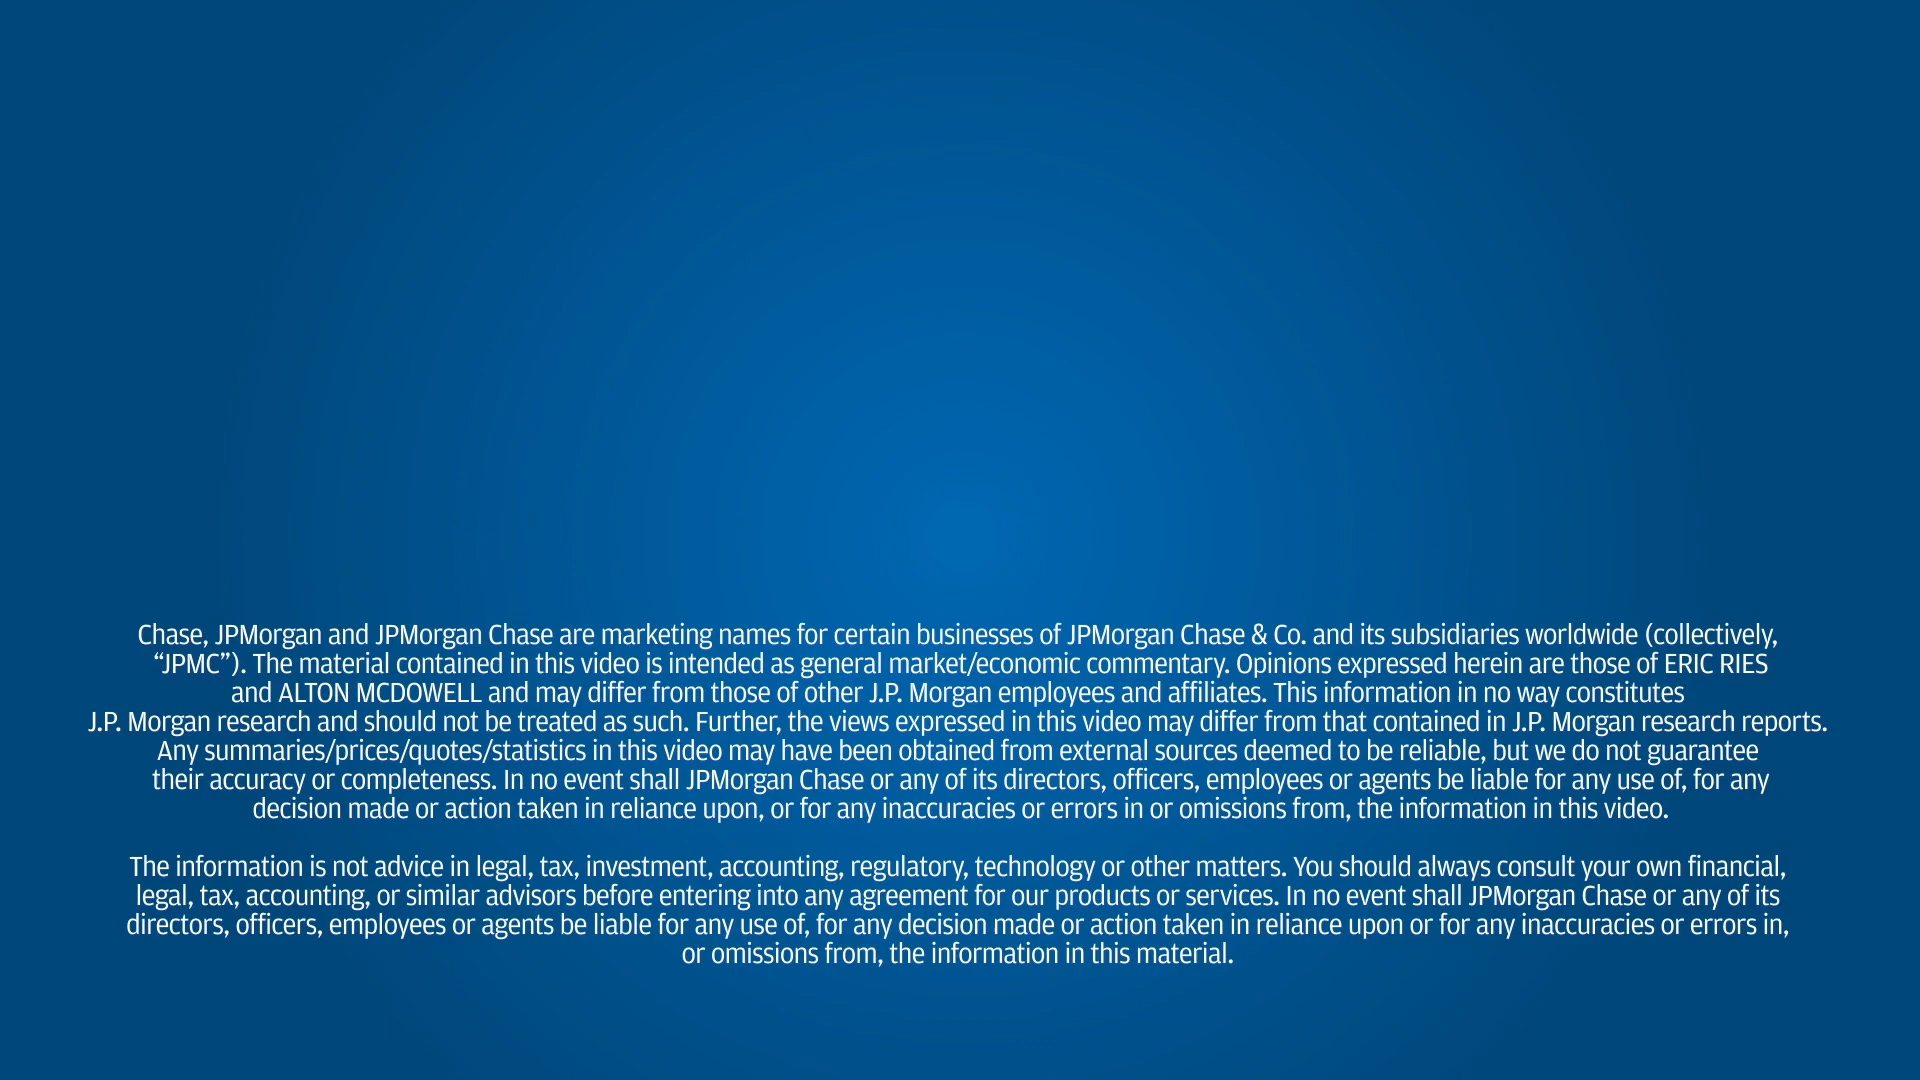 Chase, JPMorgan and JPMorgan Chase are marketing names for certain businesses of JPMorgan Chase & Co. and its subsidiaries worldwide (collectively,
“JPMC”). The material contained in this video is intended as general market/economic commentary. Opinions expressed herein are those of ERIC RIES
and ALTON MCDOWELL and may differ from those of other J.P. Morgan employees and affiliates. This information in no way constitutes
J.P. Morgan research and should not be treated as such. Further, the views expressed in this video may differ from that contained in J.P. Morgan research reports.
Any summaries/prices/quotes/statistics in this video may have been obtained from external sources deemed to be reliable, but we do not guarantee
their accuracy or completeness. In no event shall JPMorgan Chase or any of its directors, officers, employees or agents be liable for any use of, for any
decision made or action taken in reliance upon, or for any inaccuracies or errors in or omissions from, the information in this video.
The information is not advice in legal, tax, investment, accounting, regulatory, technology or other matters. You should always consult your own financial,
legal, tax, accounting, or similar advisors before entering into any agreement for our products or services. In no event shall JPMorgan Chase or any of its
directors, officers, employees or agents be liable for any use of, for any decision made or action taken in reliance upon or for any inaccuracies or errors in,
or omissions from, the information in this material.